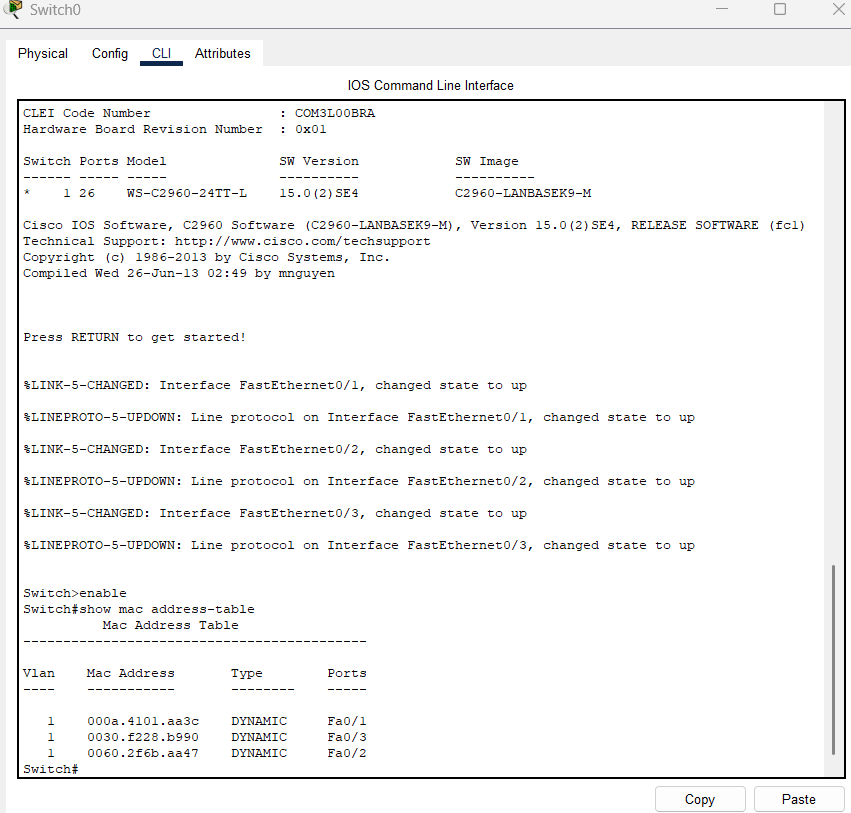 Switch0
Physical Config CLI Attributes
IOS Command Line Interface
CLEI Code Number                : COM3L00BRA
Hardware Board Revision Number  : 0x01

Switch Ports Model              SW Version            SW Image
------ ----- -----              ----------            ----------
*    1 26    WS-C2960-24TT-L    15.0(2)SE4            C2960-LANBASEK9-M

Cisco IOS Software, C2960 Software (C2960-LANBASEK9-M), Version 15.0(2)SE4, RELEASE SOFTWARE (fc1)
Technical Support: http://www.cisco.com/techsupport
Copyright (c) 1986-2013 by Cisco Systems, Inc.
Compiled Wed 26-Jun-13 02:49 by mnguyen

Press RETURN to get started!

%LINK-5-CHANGED: Interface FastEthernet0/1, changed state to up

%LINEPROTO-5-UPDOWN: Line protocol on Interface FastEthernet0/1, changed state to up

%LINK-5-CHANGED: Interface FastEthernet0/2, changed state to up

%LINEPROTO-5-UPDOWN: Line protocol on Interface FastEthernet0/2, changed state to up

%LINK-5-CHANGED: Interface FastEthernet0/3, changed state to up

%LINEPROTO-5-UPDOWN: Line protocol on Interface FastEthernet0/3, changed state to up

Switch>enable
Switch#show mac address-table
          Mac Address Table
-------------------------------------------

Vlan    Mac Address       Type        Ports
----    -----------       --------    -----

   1    000a.4101.aa3c    DYNAMIC     Fa0/1
   1    0030.f228.b990    DYNAMIC     Fa0/3
   1    0060.2f6b.aa47    DYNAMIC     Fa0/2
Switch#
Copy Paste